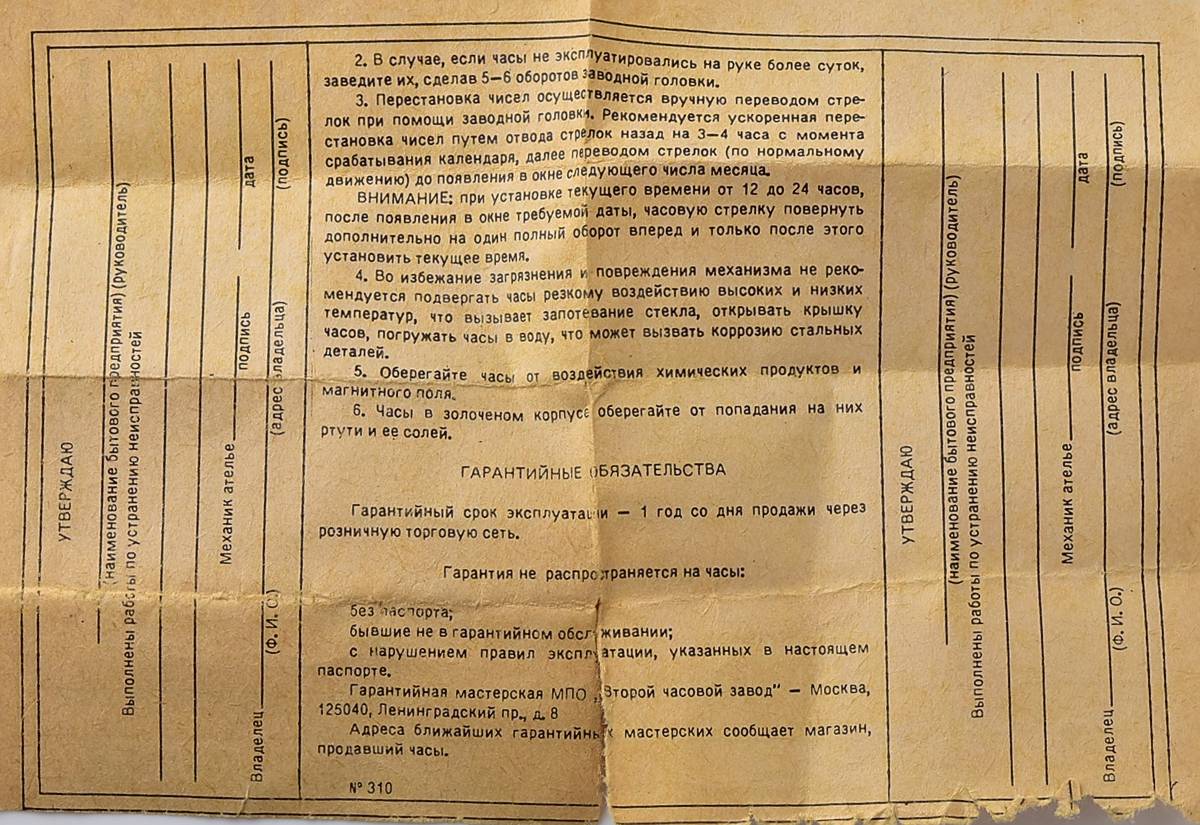 УТВЕРЖДАЮ
(наименование бытового предприятия) (руководитель)
Выполнены работы по устранению неисправностей
Механик ателье подпись дата
(Ф. И. О.) (адрес владельца) (подпись)
Владелец
2. В случае, если часы не эксплуатировались на руке более суток,
заведите их, сделав 5—6 оборотов заводной головки.
3. Перестановка чисел осуществляется вручную переводом стре-
лок при помощи заводной головки. Рекомендуется ускоренная пере-
становка чисел путем отвода стрелок назад на 3—4 часа с момента
срабатывания календаря, далее переводом стрелок (по нормальному
движению) до появления в окне следующего числа месяца.
ВНИМАНИЕ: при установке текущего времени от 12 до 24 часов,
после появления в окне требуемой даты, часовую стрелку повернуть
дополнительно на один полный оборот вперед и только после этого
установить текущее время.
4. Во избежание загрязнения и повреждения механизма не реко-
мендуется подвергать часы резкому воздействию высоких и низких
температур, что вызывает запотевание стекла, открывать крышку
часов, погружать часы в воду, что может вызвать коррозию стальных
деталей.
5. Оберегайте часы от воздействия химических продуктов и
магнитного поля.
6. Часы в золоченом корпусе оберегайте от попадания на них
ртути и ее солей.
ГАРАНТИЙНЫЕ ОБЯЗАТЕЛЬСТВА
Гарантийный срок эксплуатации — 1 год со дня продажи через
розничную торговую сеть.
Гарантия не распространяется на часы:
без паспорта;
бывшие не в гарантийном обслуживании;
с нарушением правил эксплуатации, указанных в настоящем
паспорте.
Гарантийная мастерская МПО „Второй часовой завод" — Москва,
125040, Ленинградский пр., д. 8
Адреса ближайших гарантийных мастерских сообщает магазин,
продавший часы.
№ 310
УТВЕРЖДАЮ
(наименование бытового предприятия) (руководитель)
Выполнены работы по устранению неисправностей
Механик ателье подпись дата
(Ф. И. О.) (адрес владельца) (подпись)
Владелец